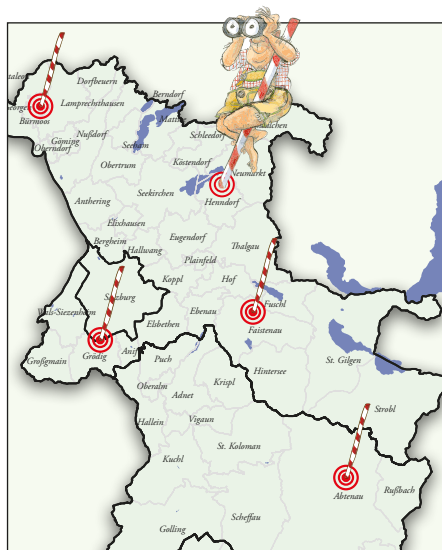 Dorfbeuern
Bürmoos
Lamprechtshausen
Berndorf
Nußdorf
Göming
Oberndorf
Seeham
Obertrum
Köstendorf
Seekirchen
Neumarkt
Henndorf
Anthering
Elixhausen
Bergheim
Hallwang
Eugendorf
Thalgau
Plainfeld
Koppl
Hof
Salzburg
Wals-Siezenheim
Ebenau
Fuschl
Elsbethen
Faistenau
Grödig
Anif
Großgmain
Puch
St. Gilgen
Hintersee
Oberalm
Adnet
Krispl
Strobl
Hallein
Vigaun
St. Koloman
Kuchl
Abtenau
Rußbach
Scheffau
Golling